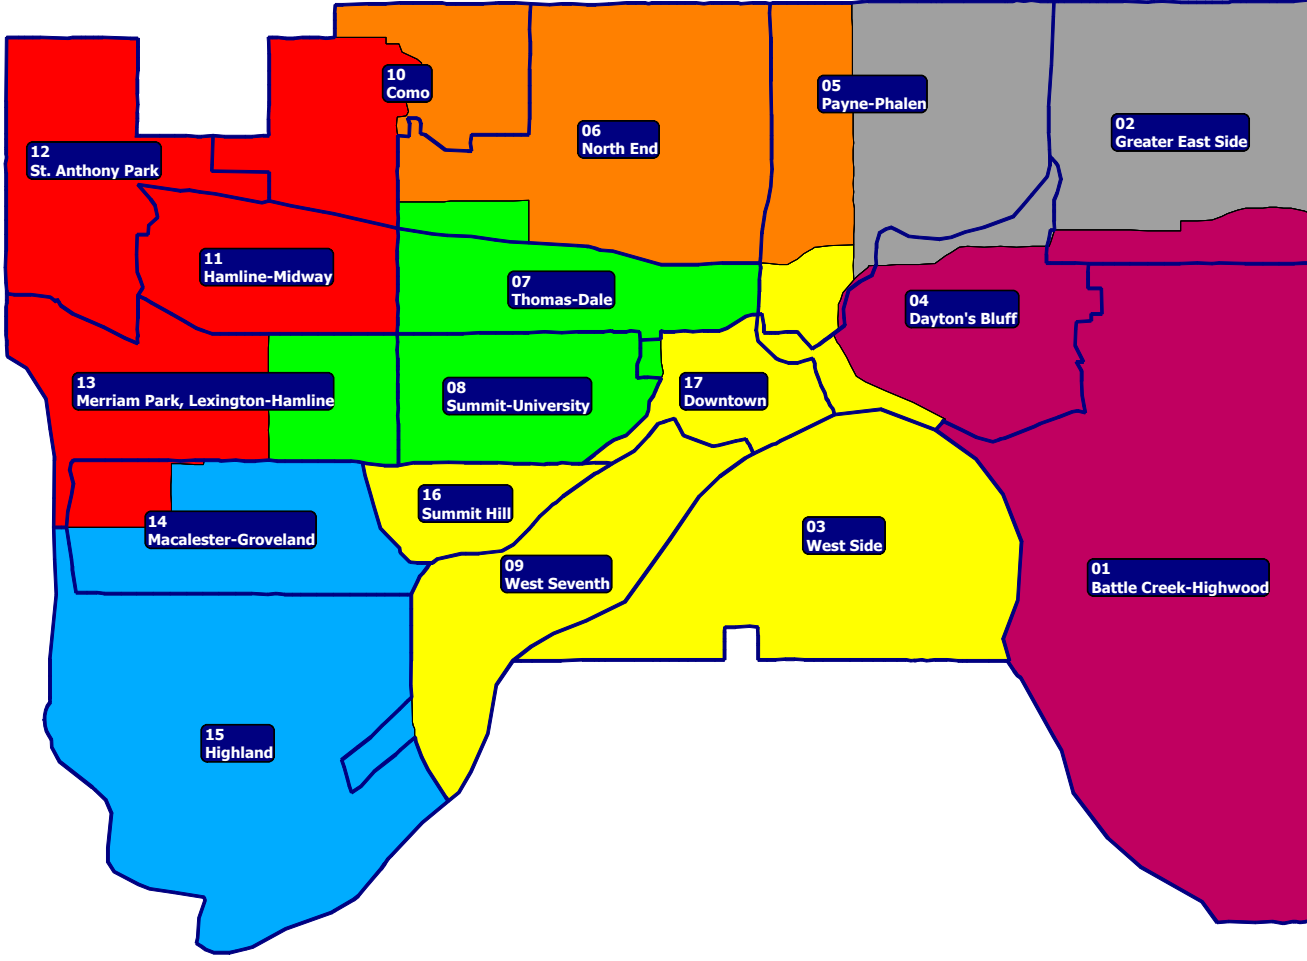 10
Como
05
Payne-Phalen
06
North End
02
Greater East Side
12
St. Anthony Park
11
Hamline-Midway
07
Thomas-Dale
04
Dayton's Bluff
13
Merriam Park, Lexington-Hamline
08
Summit-University
17
Downtown
16
Summit Hill
14
Macalester-Groveland
03
West Side
09
West Seventh
01
Battle Creek-Highwood
15
Highland